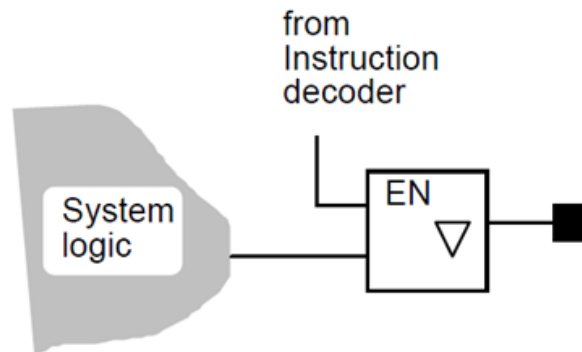 from
Instruction
decoder
EN
System
logic